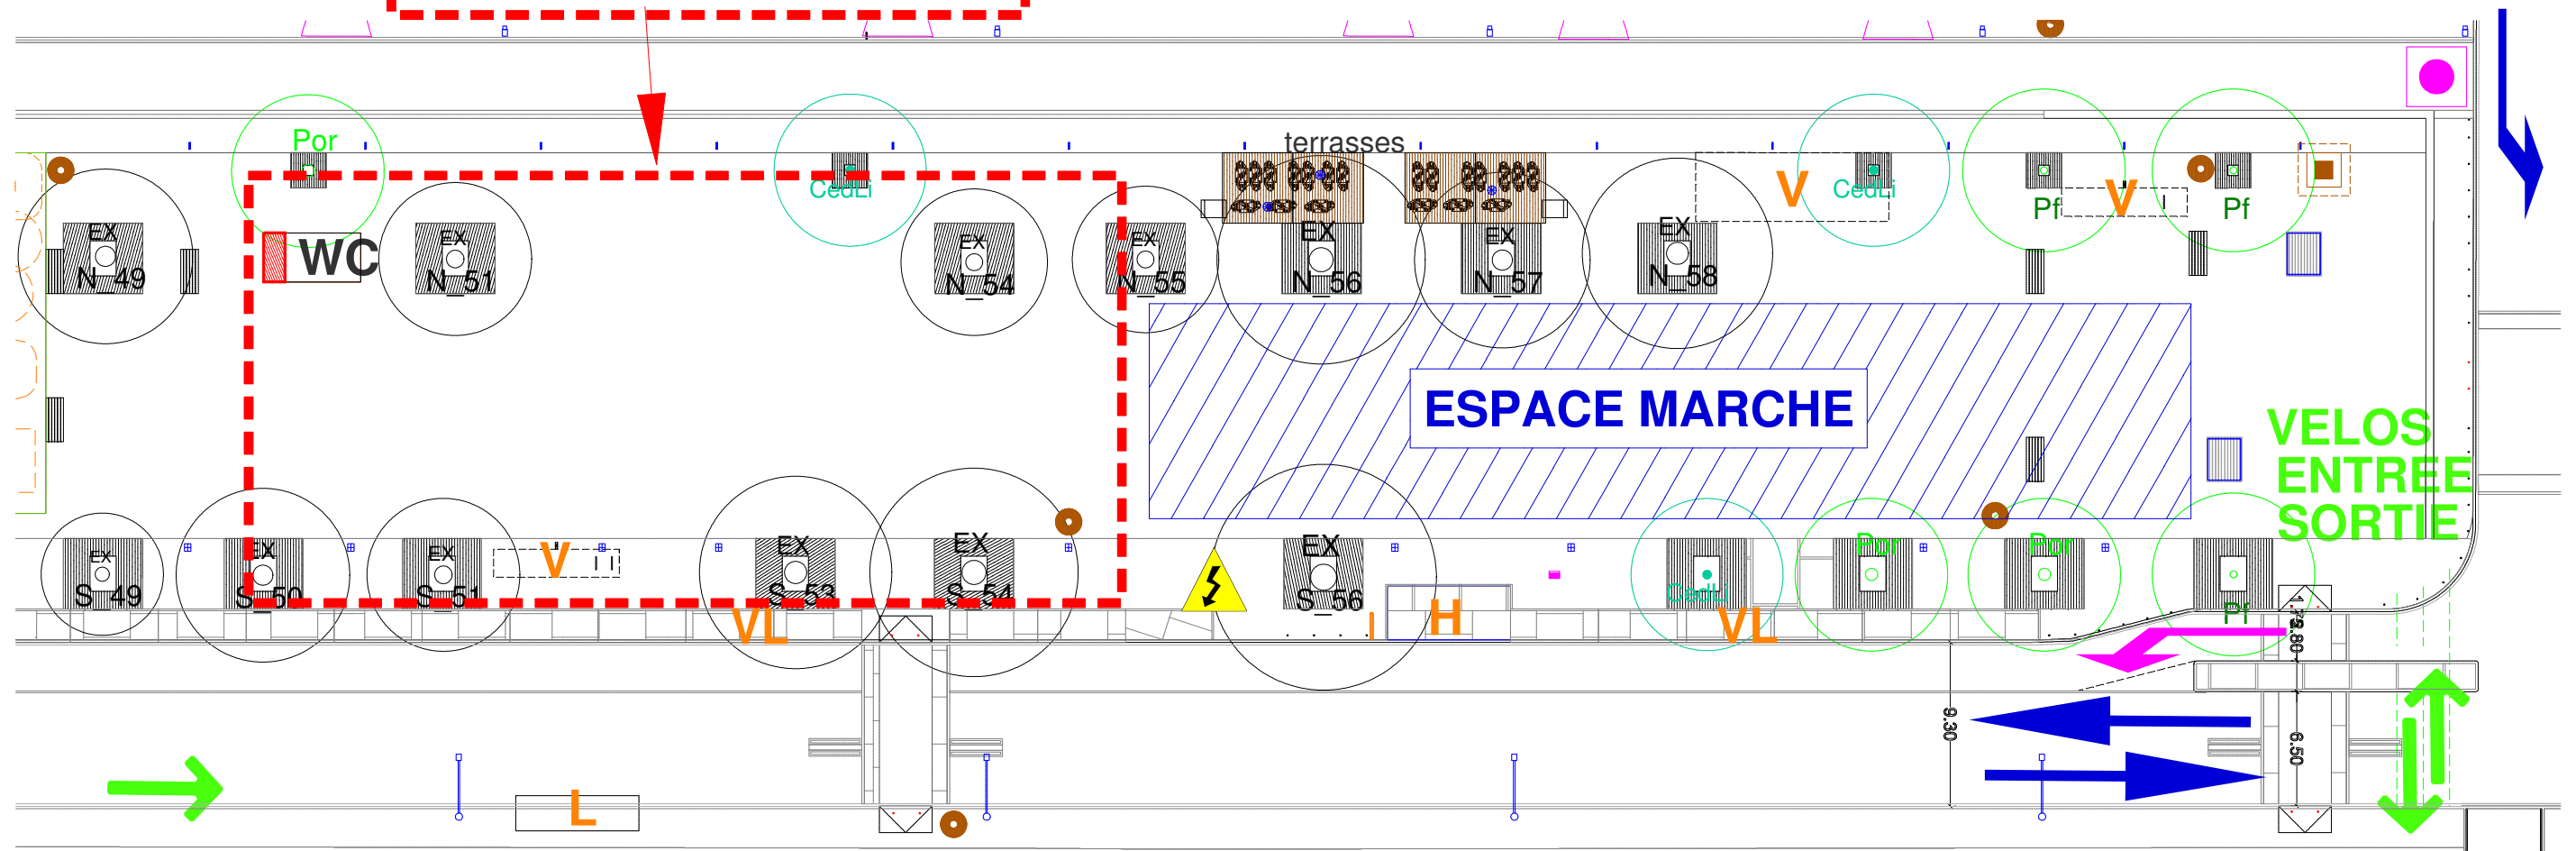 Por
terrasses
CedLi
V
CedLi
Pf
V
Pf
EX
N_49
WC
EX
N_51
EX
N_54
EX
N_55
EX
N_56
EX
N_57
EX
N_58
ESPACE MARCHE
VELOS
ENTREE
SORTIE
EX
S_49
EX
S_50
EX
S_51
V
EX
S_53
EX
S_54
EX
S_56
H
CedLi
Por
Por
Pf
VL
VL
9.30
6.50
L